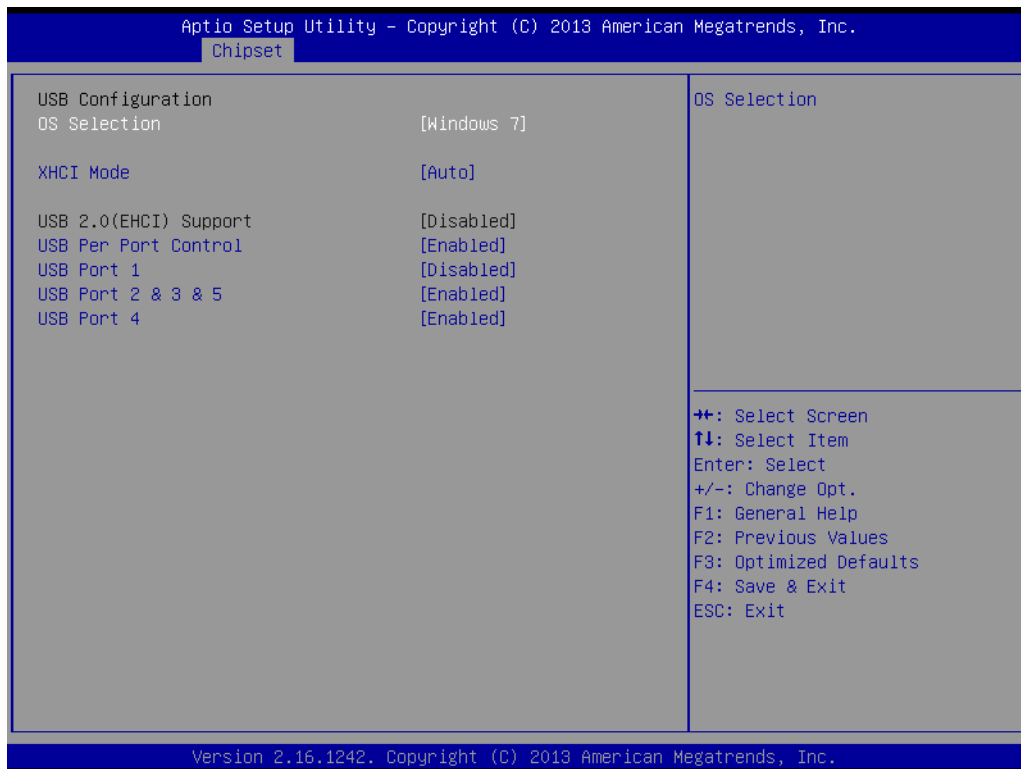 Aptio Setup Utility – Copyright (C) 2013 American Megatrends, Inc.
Chipset
USB Configuration
OS Selection [Windows 7]
XHCI Mode [Auto]
USB 2.0(EHCI) Support [Disabled]
USB Per Port Control [Enabled]
USB Port 1 [Disabled]
USB Port 2 & 3 & 5 [Enabled]
USB Port 4 [Enabled]
OS Selection
→←: Select Screen
↑↓: Select Item
Enter: Select
+/-: Change Opt.
F1: General Help
F2: Previous Values
F3: Optimized Defaults
F4: Save & Exit
ESC: Exit
Version 2.16.1242. Copyright (C) 2013 American Megatrends, Inc.